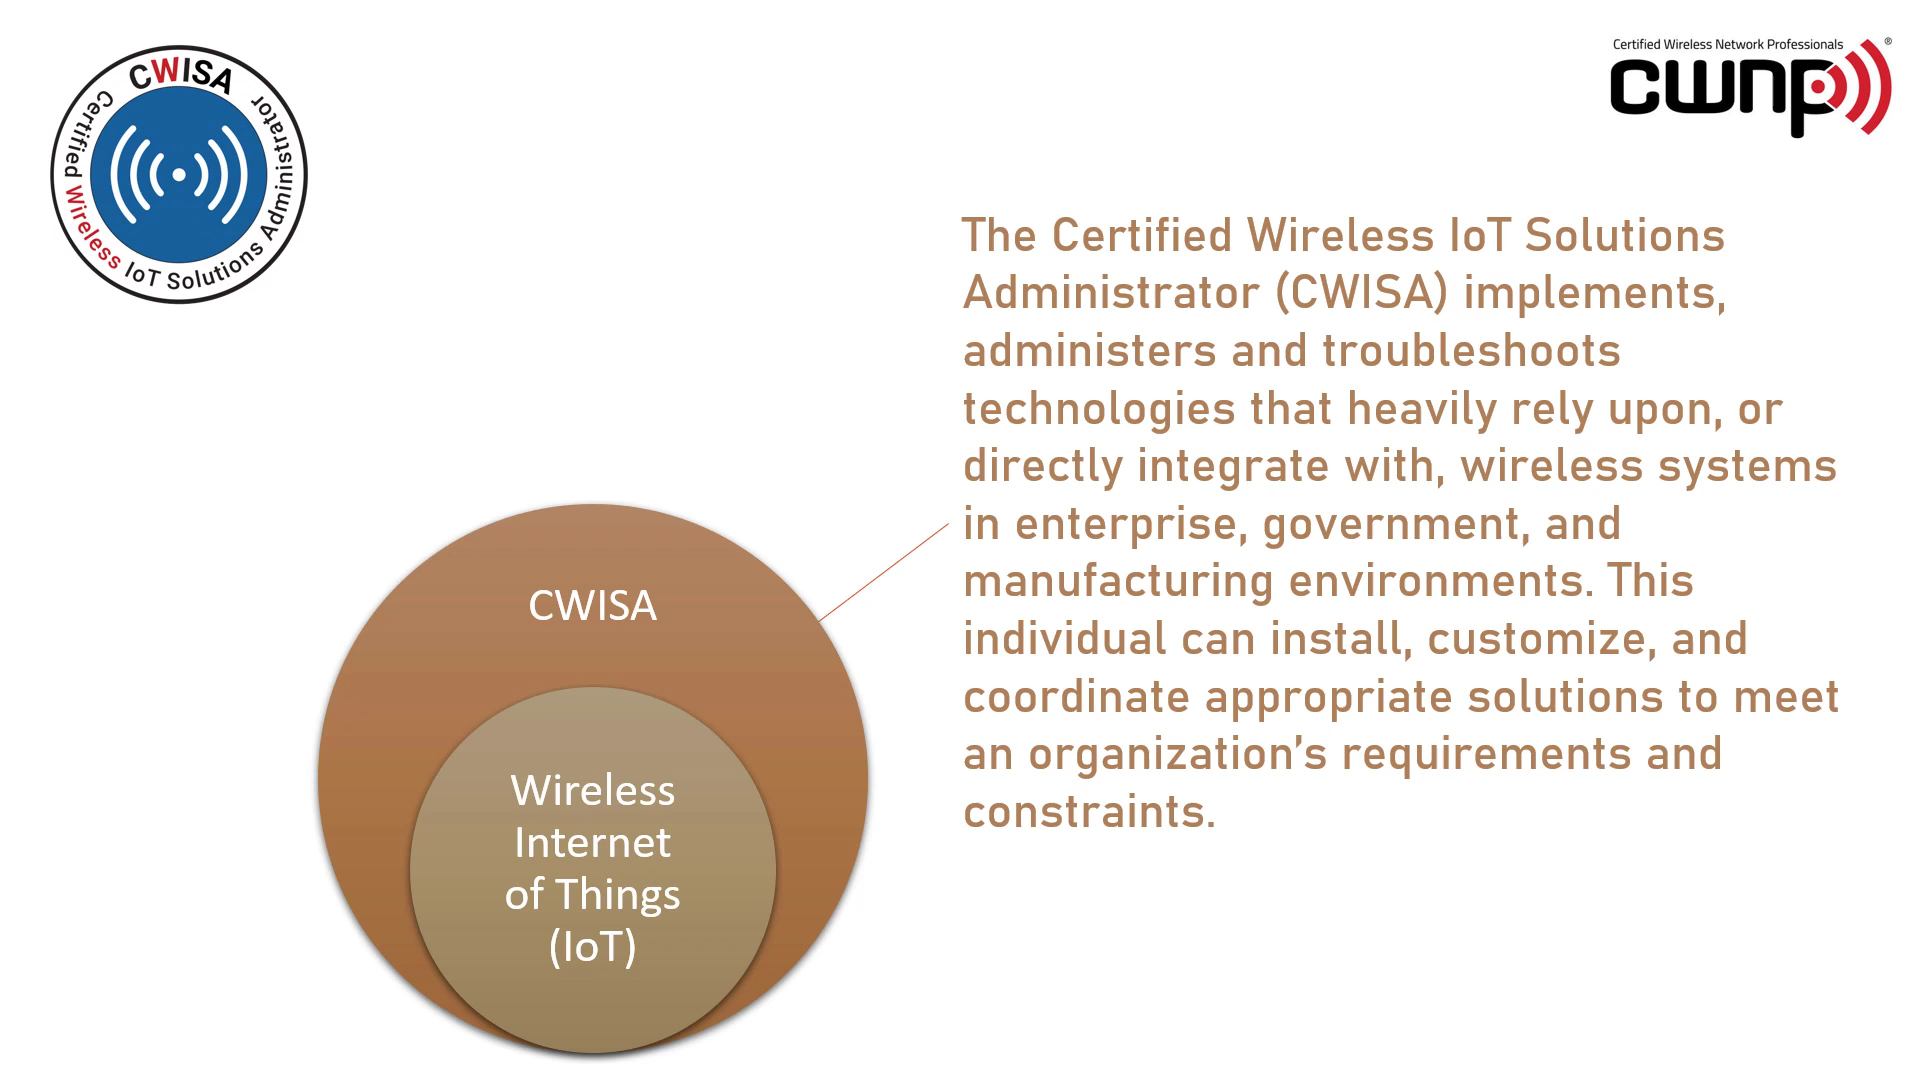 CWISA
Certified Wireless IoT Solutions Administrator
Certified Wireless Network Professionals
®
cwnp
The Certified Wireless IoT Solutions
Administrator (CWISA) implements,
administers and troubleshoots
technologies that heavily rely upon, or
directly integrate with, wireless systems
in enterprise, government, and
manufacturing environments. This
individual can install, customize, and
coordinate appropriate solutions to meet
an organization’s requirements and
constraints.
CWISA
Wireless
Internet
of Things
(IoT)